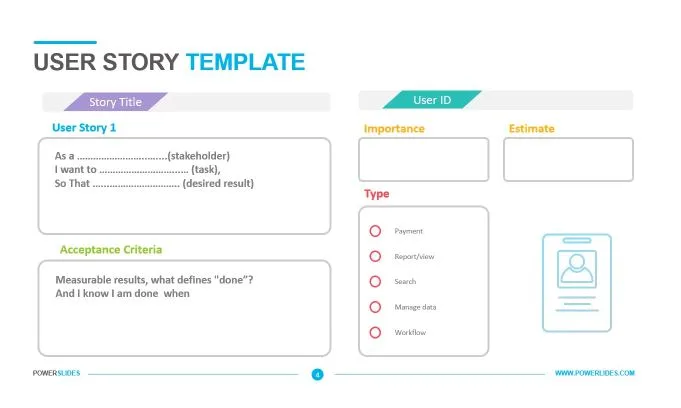 USER STORY TEMPLATE
Story Title
User Story 1
As a ..............................(stakeholder)
I want to .............................. (task),
So That .............................. (desired result)
Acceptance Criteria
Measurable results, what defines "done"?
And I know I am done  when
User ID
Importance
Estimate
Type
Payment
Report/view
Search
Manage data
Workflow
POWERSLIDES
4
WWW.POWERSLIDES.COM